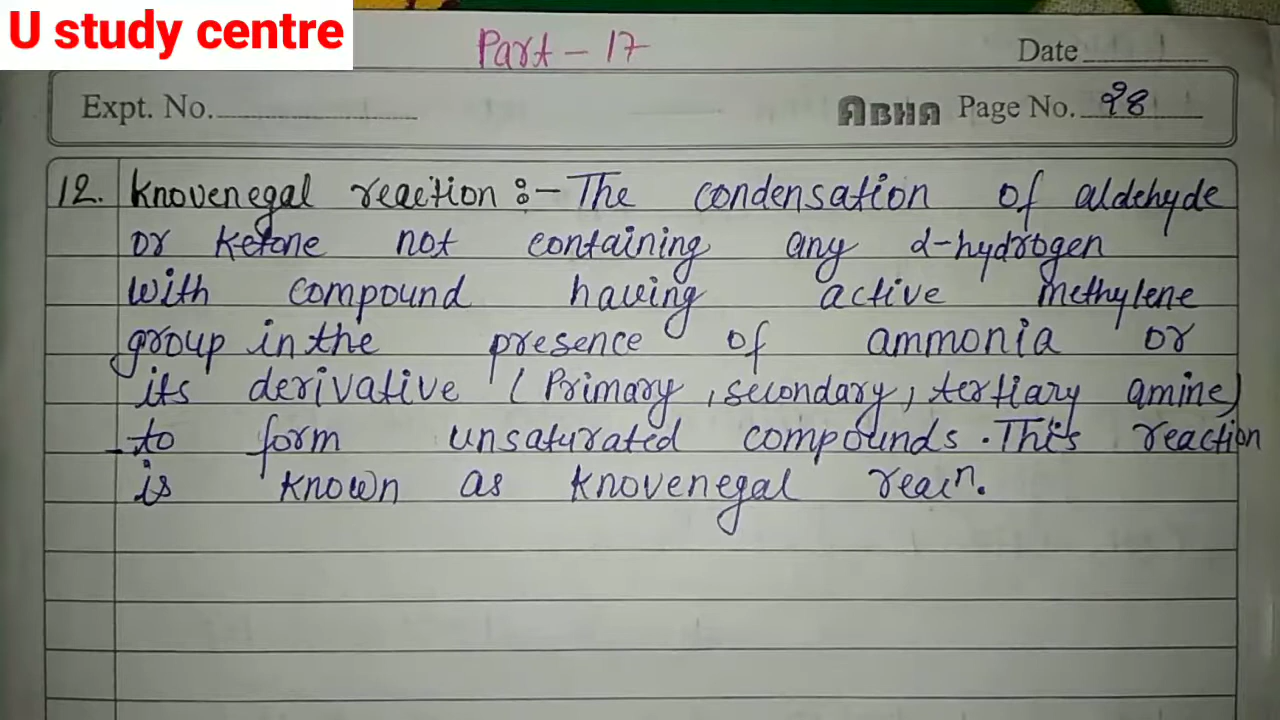 U study centre
Part - 17
Date
Expt. No.
ABHA Page No. 28
12. Knovenegal reaction :- The condensation of aldehyde
or ketone not containing any α-hydrogen
with compound having active methylene
group in the presence of ammonia or
its derivative (Primary, secondary, tertiary amine)
to form unsaturated compounds. This reaction
is known as knovenegal reacn.